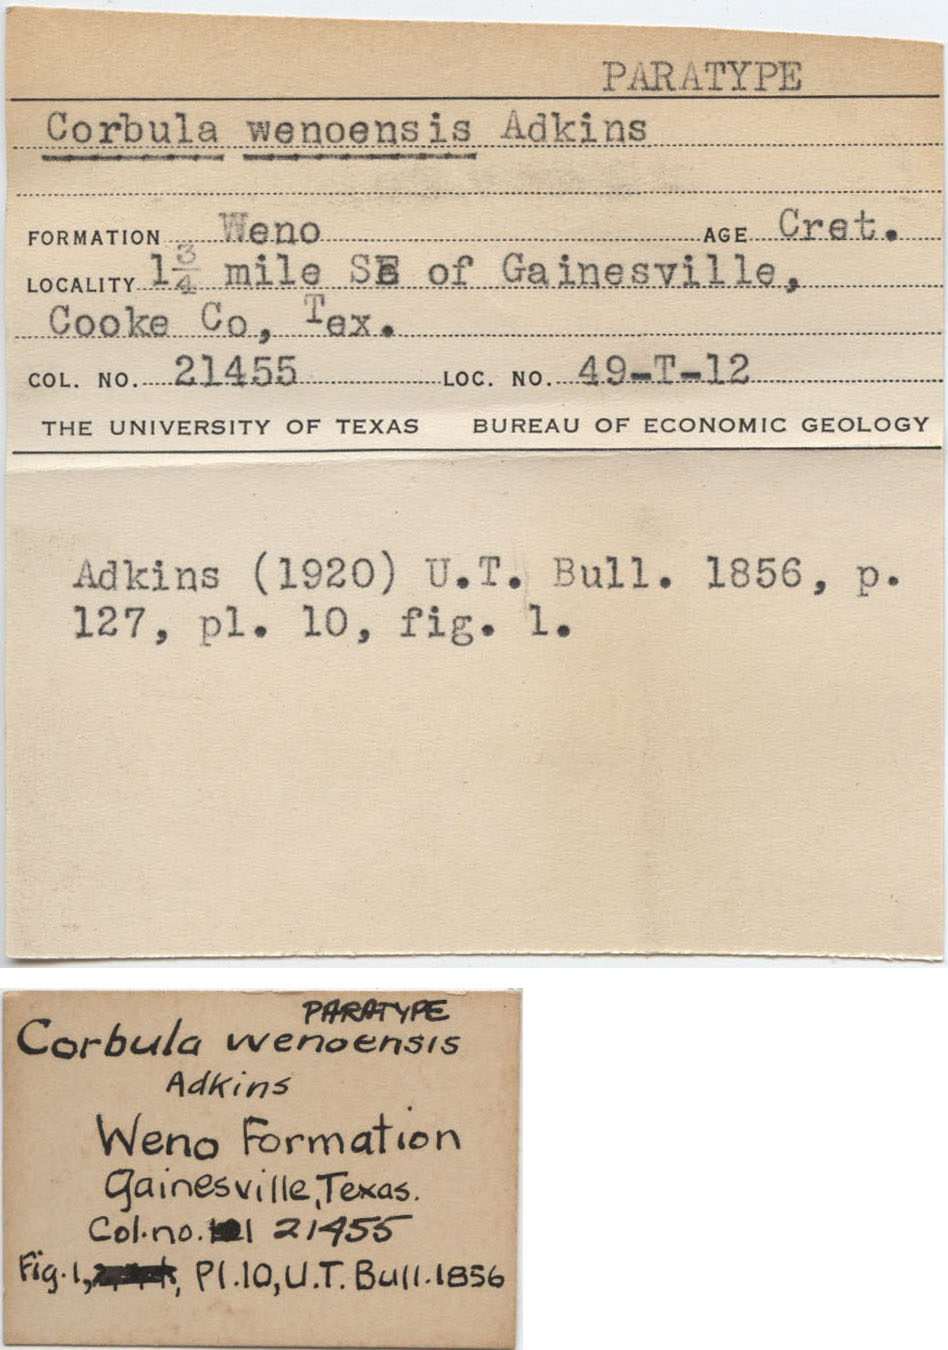 PARATYPE
Corbula wenoensis Adkins
FORMATION Weno AGE Cret.
LOCALITY 1 3/4 mile SE of Gainesville,
Cooke Co, Tex.
COL. NO. 21455 LOC. NO. 49-T-12
THE UNIVERSITY OF TEXAS BUREAU OF ECONOMIC GEOLOGY
Adkins (1920) U.T. Bull. 1856, p.
127, pl. 10, fig. 1.
PARATYPE
Corbula wenoensis
Adkins
Weno Formation
Gainesville, Texas.
Col. no. 21455
Fig. 1, Pl. 10, U.T. Bull. 1856